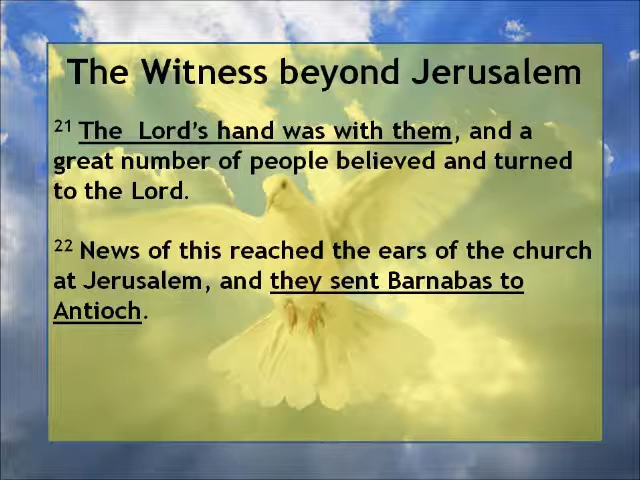 The Witness beyond Jerusalem
21 The  Lord's hand was with them, and a
great number of people believed and turned
to the Lord.
22 News of this reached the ears of the church
at Jerusalem, and they sent Barnabas to
Antioch.